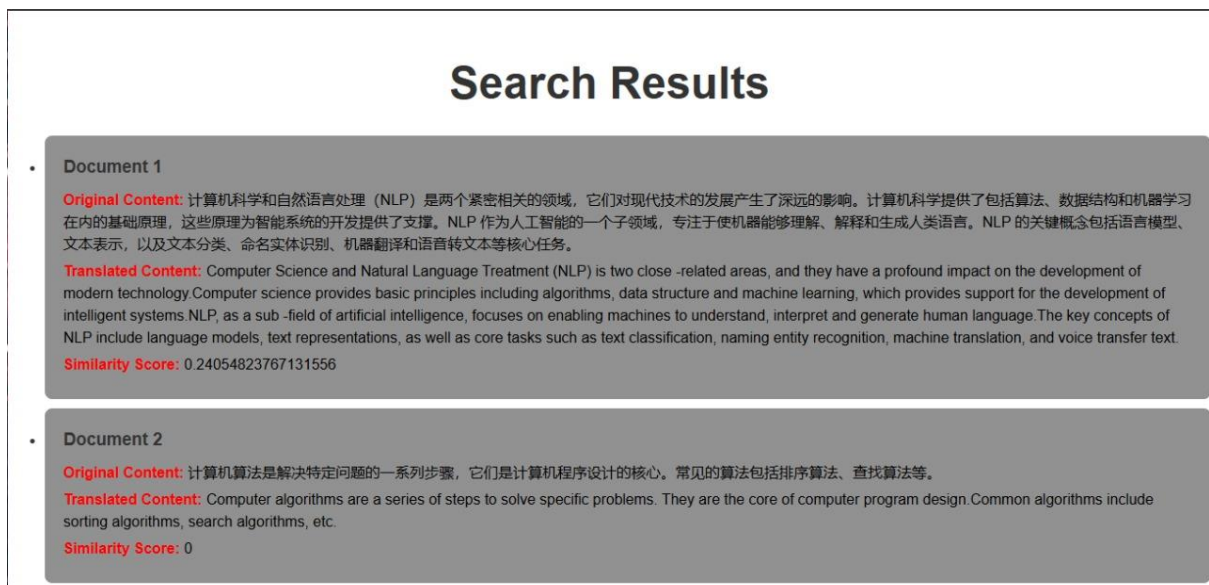 Search Results
Document 1
Original Content: 计算机科学和自然语言处理（NLP）是两个紧密相关的领域，它们对现代技术的发展产生了深远的影响。计算机科学提供了包括算法、数据结构和机器学习
在内的基础原理，这些原理为智能系统的开发提供了支撑。NLP 作为人工智能的一个子领域，专注于使机器能够理解、解释和生成人类语言。NLP 的关键概念包括语言模型、
文本表示，以及文本分类、命名实体识别、机器翻译和语音转文本等核心任务。
Translated Content: Computer Science and Natural Language Treatment (NLP) is two close -related areas, and they have a profound impact on the development of
modern technology.Computer science provides basic principles including algorithms, data structure and machine learning, which provides support for the development of
intelligent systems.NLP, as a sub -field of artificial intelligence, focuses on enabling machines to understand, interpret and generate human language.The key concepts of
NLP include language models, text representations, as well as core tasks such as text classification, naming entity recognition, machine translation, and voice transfer text.
Similarity Score: 0.24054823767131556
Document 2
Original Content: 计算机算法是解决特定问题的一系列步骤，它们是计算机程序设计的核心。常见的算法包括排序算法、查找算法等。
Translated Content: Computer algorithms are a series of steps to solve specific problems. They are the core of computer program design.Common algorithms include
sorting algorithms, search algorithms, etc.
Similarity Score: 0